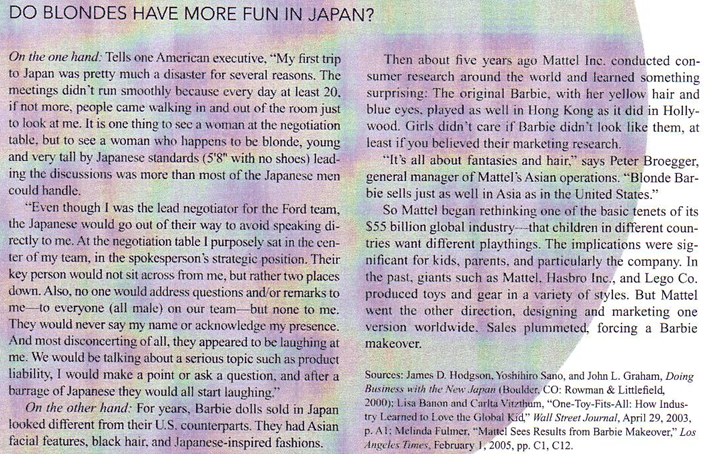 DO BLONDES HAVE MORE FUN IN JAPAN?
On the one hand: Tells one American executive, “My first trip
to Japan was pretty much a disaster for several reasons. The
meetings didn't run smoothly because every day at least 20,
if not more, people came walking in and out of the room just
to look at me. It is one thing to see a woman at the negotiation
table, but to see a woman who happens to be blonde, young
and very tall by Japanese standards (5'8" with no shoes) lead-
ing the discussions was more than most of the Japanese men
could handle.
“Even though I was the lead negotiator for the Ford team,
the Japanese would go out of their way to avoid speaking di-
rectly to me. At the negotiation table I purposely sat in the cen-
ter of my team, in the spokesperson's strategic position. Their
key person would not sit across from me, but rather two places
down. Also, no one would address questions and/or remarks to
me—to everyone (all male) on our team—but none to me.
They would never say my name or acknowledge my presence.
And most disconcerting of all, they appeared to be laughing at
me. We would be talking about a serious topic such as product
liability, I would make a point or ask a question, and after a
barrage of Japanese they would all start laughing.”
On the other hand: For years, Barbie dolls sold in Japan
looked different from their U.S. counterparts. They had Asian
facial features, black hair, and Japanese-inspired fashions.
Then about five years ago Mattel Inc. conducted con-
sumer research around the world and learned something
surprising: The original Barbie, with her yellow hair and
blue eyes, played as well in Hong Kong as it did in Holly-
wood. Girls didn't care if Barbie didn't look like them, at
least if you believed their marketing research.
“It's all about fantasies and hair,” says Peter Broegger,
general manager of Mattel's Asian operations. “Blonde Bar-
bie sells just as well in Asia as in the United States.”
So Mattel began rethinking one of the basic tenets of its
$55 billion global industry—that children in different coun-
tries want different playthings. The implications were sig-
nificant for kids, parents, and particularly the company. In
the past, giants such as Mattel, Hasbro Inc., and Lego Co.
produced toys and gear in a variety of styles. But Mattel
went the other direction, designing and marketing one
version worldwide. Sales plummeted, forcing a Barbie
makeover.
Sources: James D. Hodgson, Yoshihiro Sano, and John L. Graham, Doing
Business with the New Japan (Boulder, CO: Rowman & Littlefield,
2000); Lisa Banon and Carlta Vitzthum, “One-Toy-Fits-All: How Indus-
try Learned to Love the Global Kid,” Wall Street Journal, April 29, 2003,
p. A1; Melinda Fulmer, “Mattel Sees Results from Barbie Makeover,” Los
Angeles Times, February 1, 2005, pp. C1, C12.